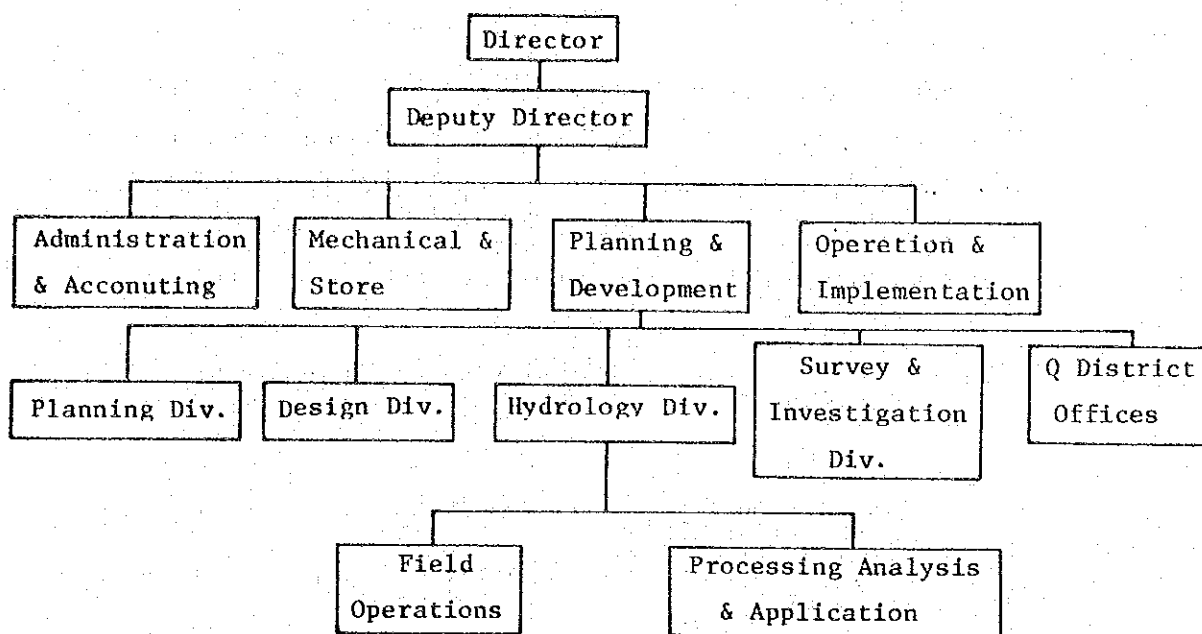 Director
Deputy Director
Administration
& Acconuting
Mechanical &
Store
Planning &
Development
Operetion &
Implementation
Planning Div.
Design Div.
Hydrology Div.
Survey &
Investigation
Div.
Q District
Offices
Field
Operations
Processing Analysis
& Application